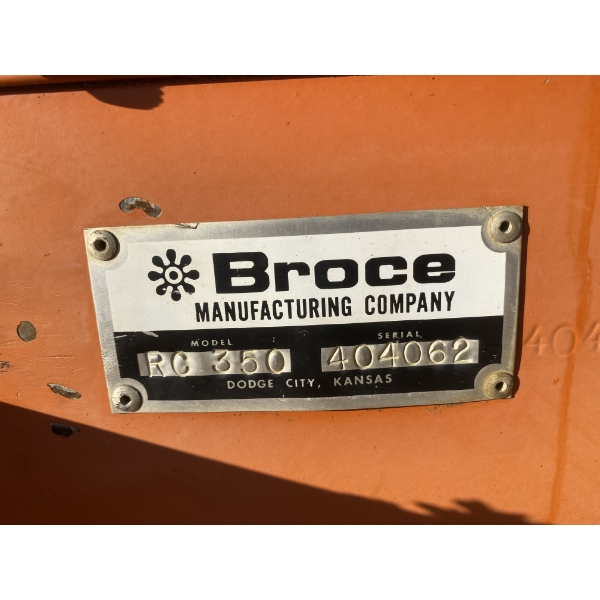 Broce
MANUFACTURING COMPANY
MODEL SERIAL
RC 350 404062
DODGE CITY, KANSAS
404